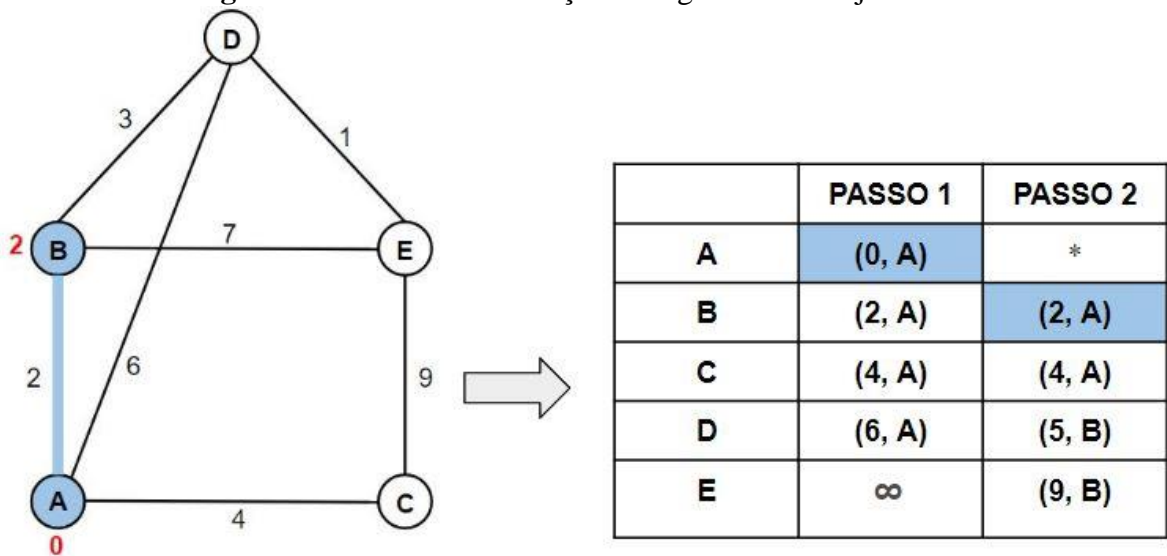 D
3
1
2 B
7
E
2
6
9
A
4
C
0
PASSO 1 PASSO 2
A (0, A) *
B (2, A) (2, A)
C (4, A) (4, A)
D (6, A) (5, B)
E ∞ (9, B)